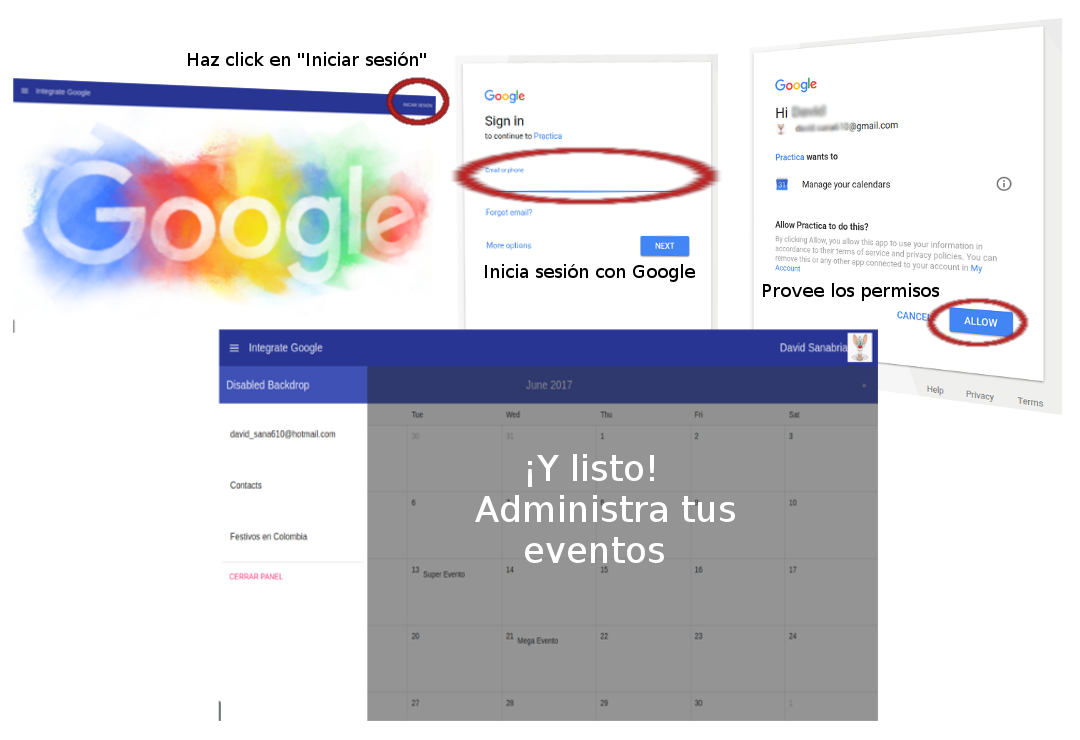 Haz click en "Iniciar sesión"
Integrate Google
INICIAR SESIÓN
Google
Google
Sign in
to continue to Practica
Email or phone
Forgot email?
More options
NEXT
Inicia sesión con Google
Google
Hi
@gmail.com
Practica wants to
31
Manage your calendars
Allow Practica to do this?
By clicking Allow, you allow this app to use your information in
accordance to their terms of service and privacy policies. You can
remove this or any other app connected to your account in My
Account
Provee los permisos
CANCEL
ALLOW
Help Privacy Terms
Integrate Google
David Sanabria
Disabled Backdrop
June 2017
david_sana610@hotmail.com
Contacts
Festivos en Colombia
CERRAR PANEL
Tue Wed Thu Fri Sat
30 31 1 2 3
¡Y listo!
Administra tus
eventos
6 10
13 Super Evento 14 15 16 17
20 21 Mega Evento 22 23 24
27 28 29 30 1